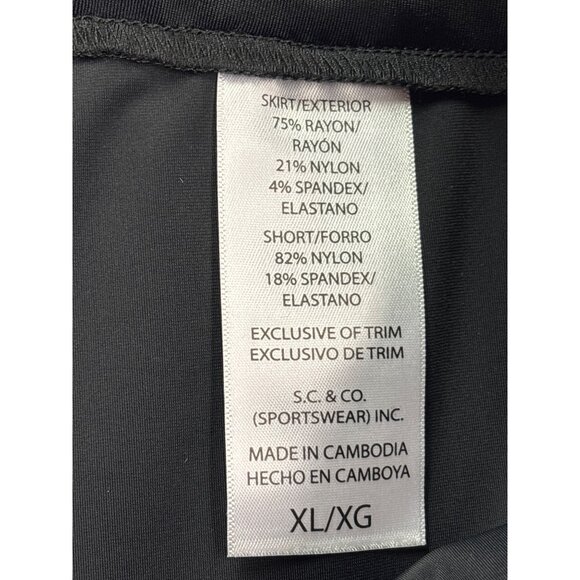 SKIRT/EXTERIOR
75% RAYON/
RAYÓN
21% NYLON
4% SPANDEX/
ELASTANO
SHORT/FORRO
82% NYLON
18% SPANDEX/
ELASTANO
EXCLUSIVE OF TRIM
EXCLUSIVO DE TRIM
S.C. & CO.
(SPORTSWEAR) INC.
MADE IN CAMBODIA
HECHO EN CAMBOYA
XL/XG